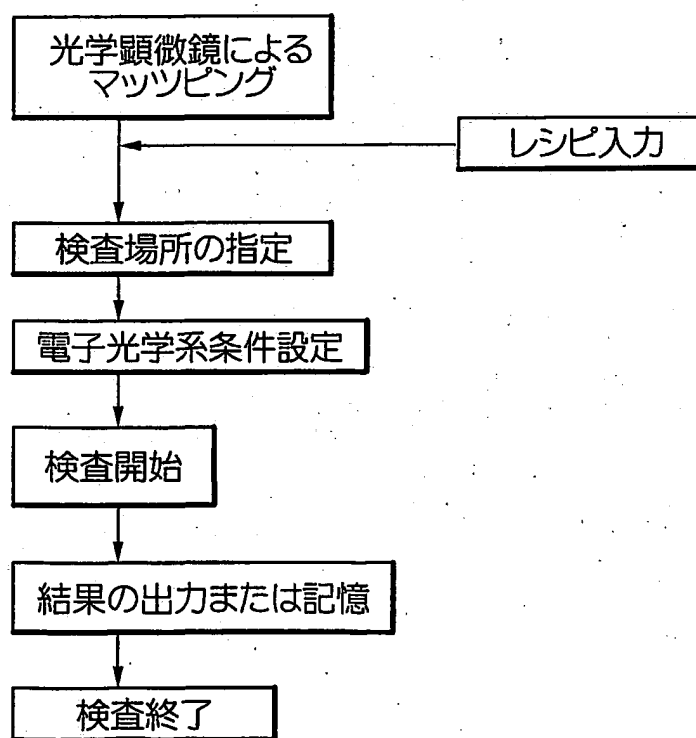 光学顕微鏡による
マッツピング
レシピ入力
検査場所の指定
電子光学系条件設定
検査開始
結果の出力または記憶
検査終了